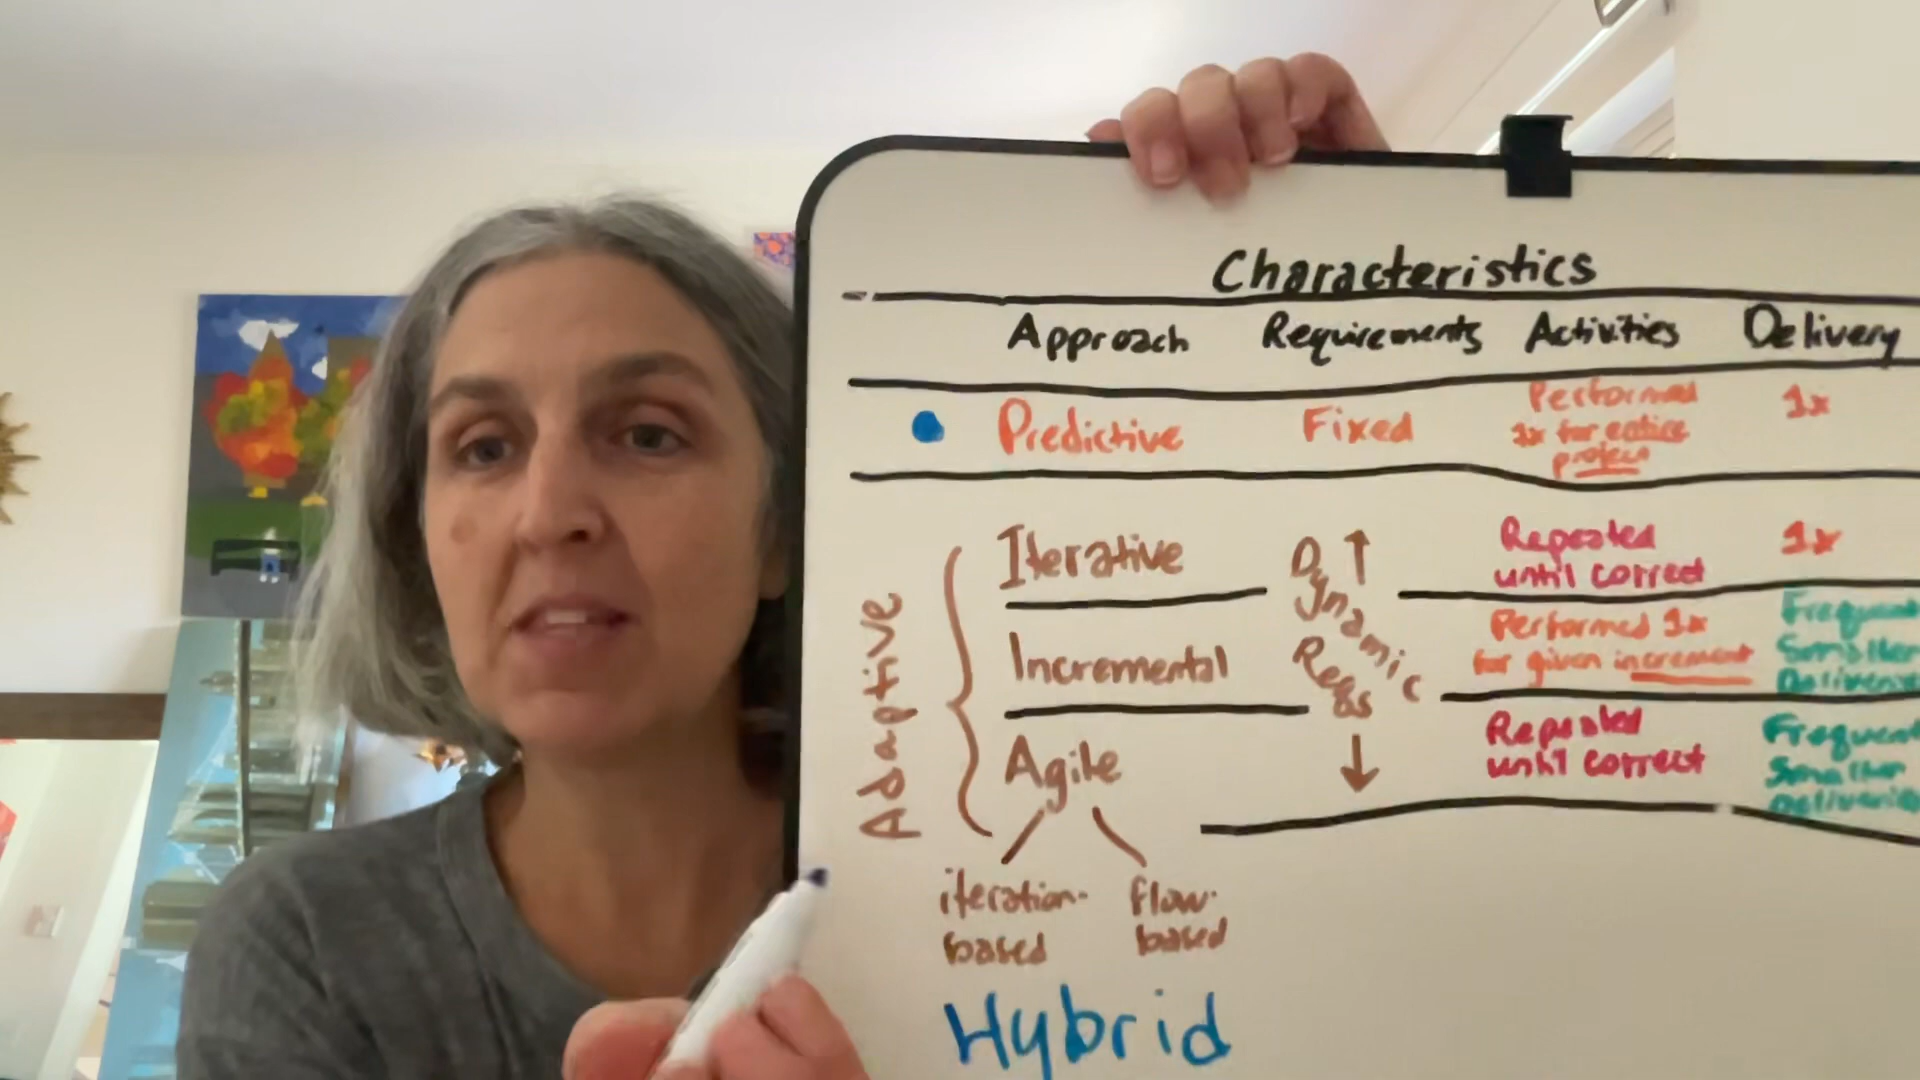 Characteristics
Approach Requirements Activities Delivery
Predictive Fixed Performed 1x
1x for entire
project
Iterative Dynamic Repeated 1x
until correct
Incremental Reqs Performed 1x Frequent
for given increment Smaller
Deliveries
Agile Repeated Frequent
until correct Smaller
deliveries
Adaptive
iteration- flow-
based based
Hybrid